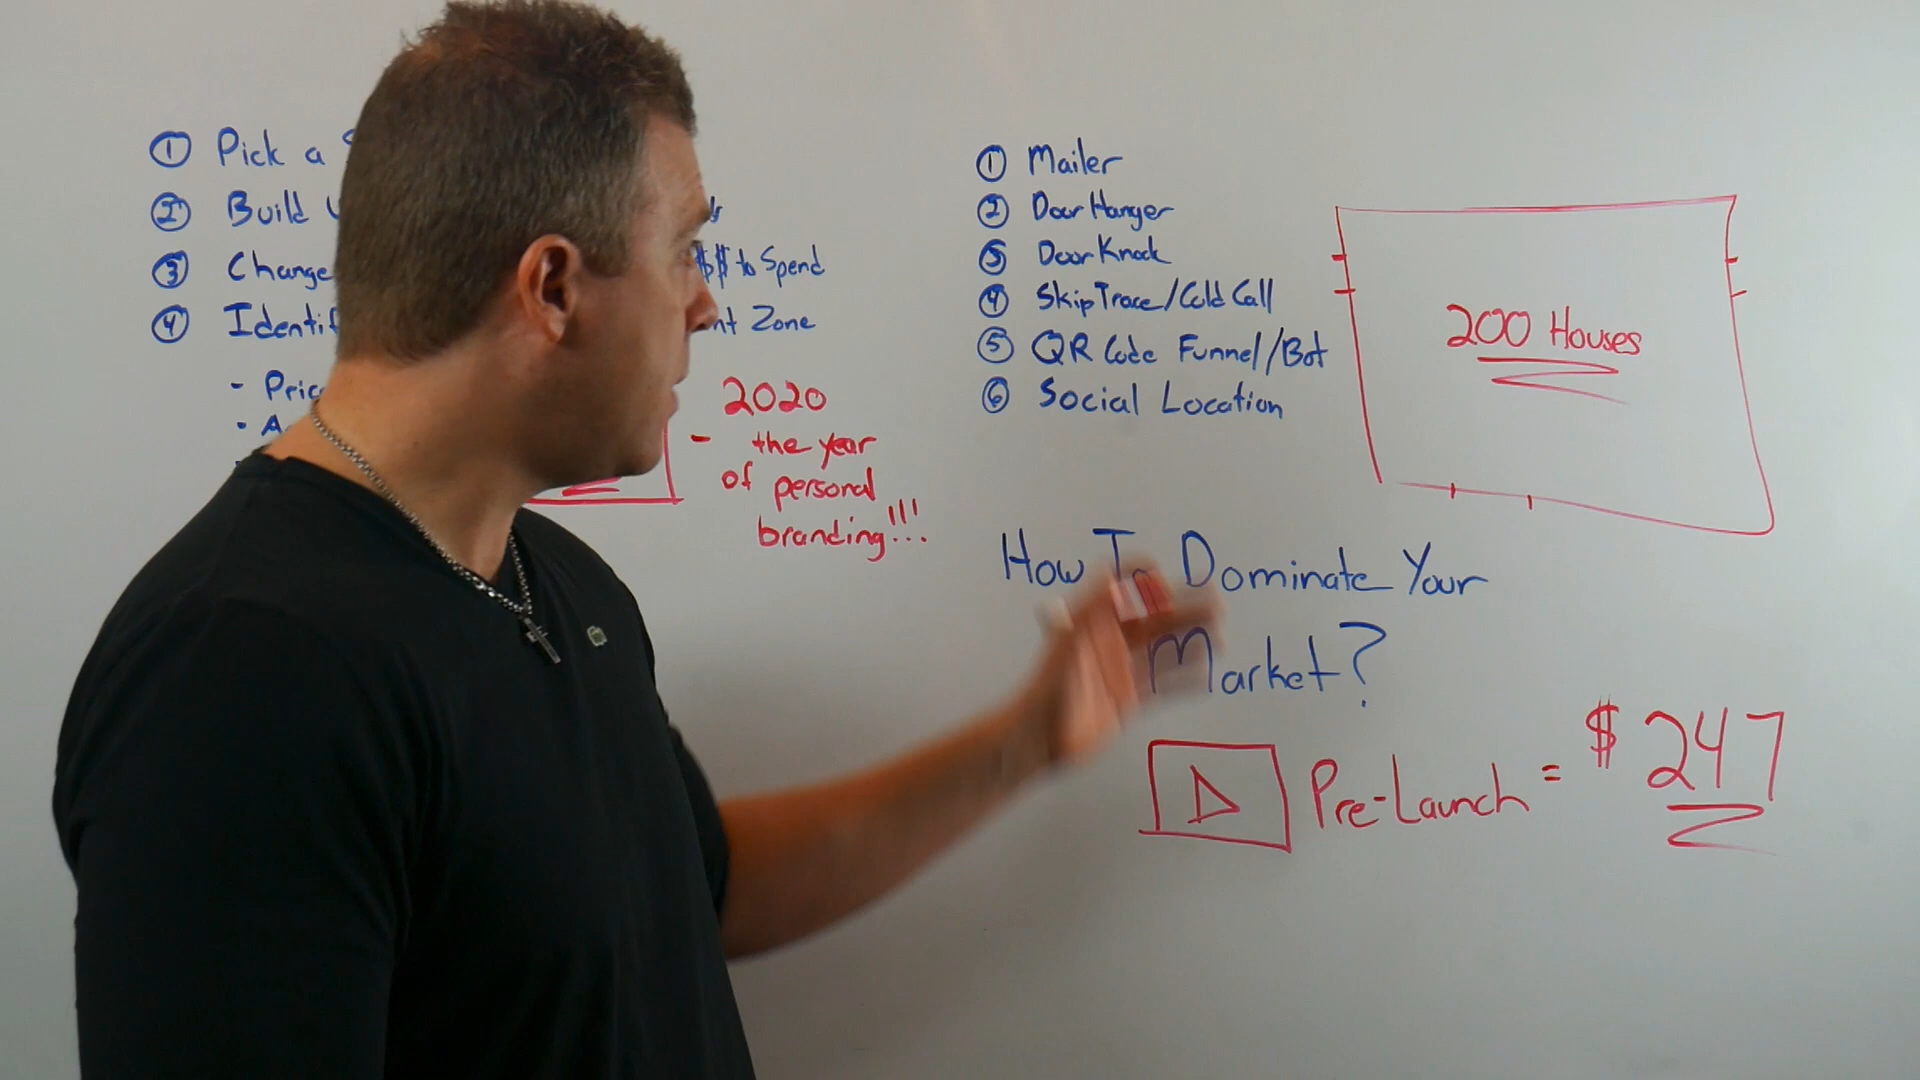 ① Pick a
② Build
③ Change $$ to Spend
④ Identif nt Zone
- Pric
- A
2020
- the year
of personal
branding!!!
① Mailer
② Door Hanger
③ Door Knock
④ Skip Trace/Cold Call
⑤ QR Code Funnel/Bot
⑥ Social Location
200 Houses
How To Dominate Your
Market?
Pre-Launch = $247